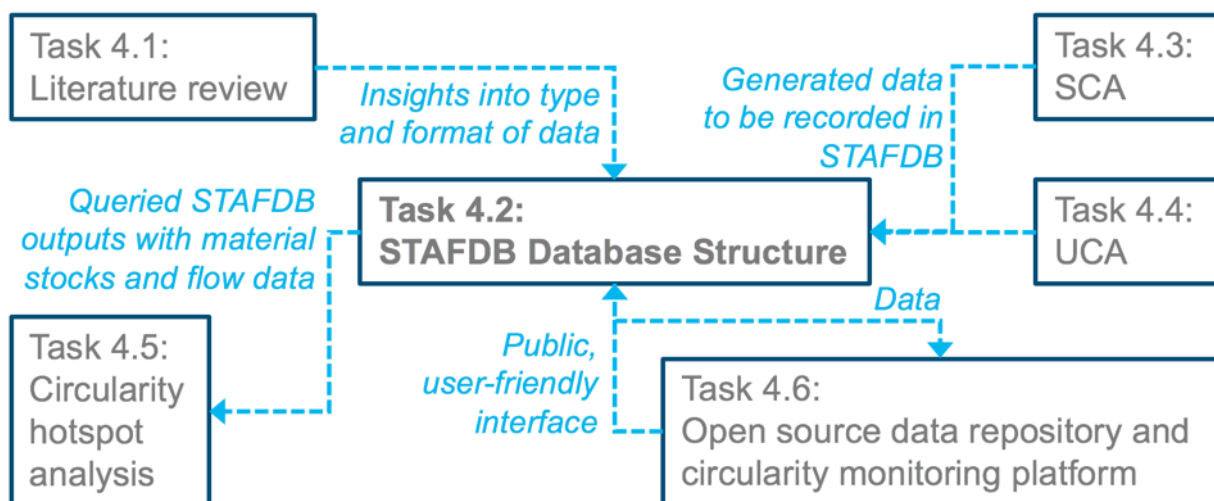 Task 4.1:
Literature review
Insights into type
and format of data
Generated data
to be recorded in
STAFDB
Task 4.3:
SCA
Task 4.2:
STAFDB Database Structure
Task 4.4:
UCA
Queried STAFDB
outputs with material
stocks and flow data
Task 4.5:
Circularity
hotspot
analysis
Public,
user-friendly
interface
Data
Task 4.6:
Open source data repository and
circularity monitoring platform